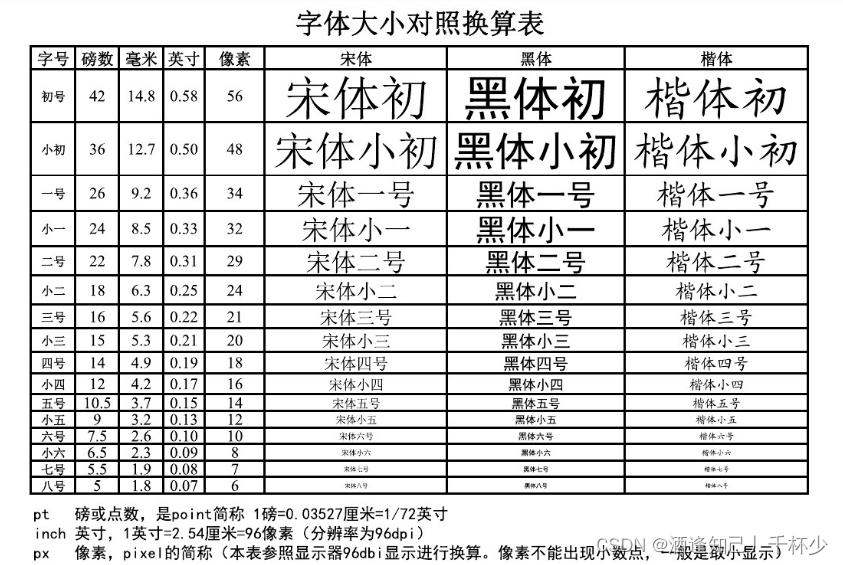 字体大小对照换算表
字号 磅数 毫米 英寸 像素 宋体 黑体 楷体
初号 42 14.8 0.58 56 宋体初 黑体初 楷体初
小初 36 12.7 0.50 48 宋体小初 黑体小初 楷体小初
一号 26 9.2 0.36 34 宋体一号 黑体一号 楷体一号
小一 24 8.5 0.33 32 宋体小一 黑体小一 楷体小一
二号 22 7.8 0.31 29 宋体二号 黑体二号 楷体二号
小二 18 6.3 0.25 24 宋体小二 黑体小二 楷体小二
三号 16 5.6 0.22 21 宋体三号 黑体三号 楷体三号
小三 15 5.3 0.21 20 宋体小三 黑体小三 楷体小三
四号 14 4.9 0.19 18 宋体四号 黑体四号 楷体四号
小四 12 4.2 0.17 16 宋体小四 黑体小四 楷体小四
五号 10.5 3.7 0.15 14 宋体五号 黑体五号 楷体五号
小五 9 3.2 0.13 12 宋体小五 黑体小五 楷体小五
六号 7.5 2.6 0.10 10 宋体六号 黑体六号 楷体六号
小六 6.5 2.3 0.09 8 宋体小六 黑体小六 楷体小六
七号 5.5 1.9 0.08 7 宋体七号 黑体七号 楷体七号
八号 5 1.8 0.07 6 宋体八号 黑体八号 楷体八号
pt 磅或点数，是point简称 1磅=0.03527厘米=1/72英寸
inch 英寸，1英寸=2.54厘米=96像素（分辨率为96dpi）
px 像素，pixel的简称（本表参照显示器96dbi显示进行换算。像素不能出现小数点，一般是取小显示）
CSDN @酒逢知己丨千杯少